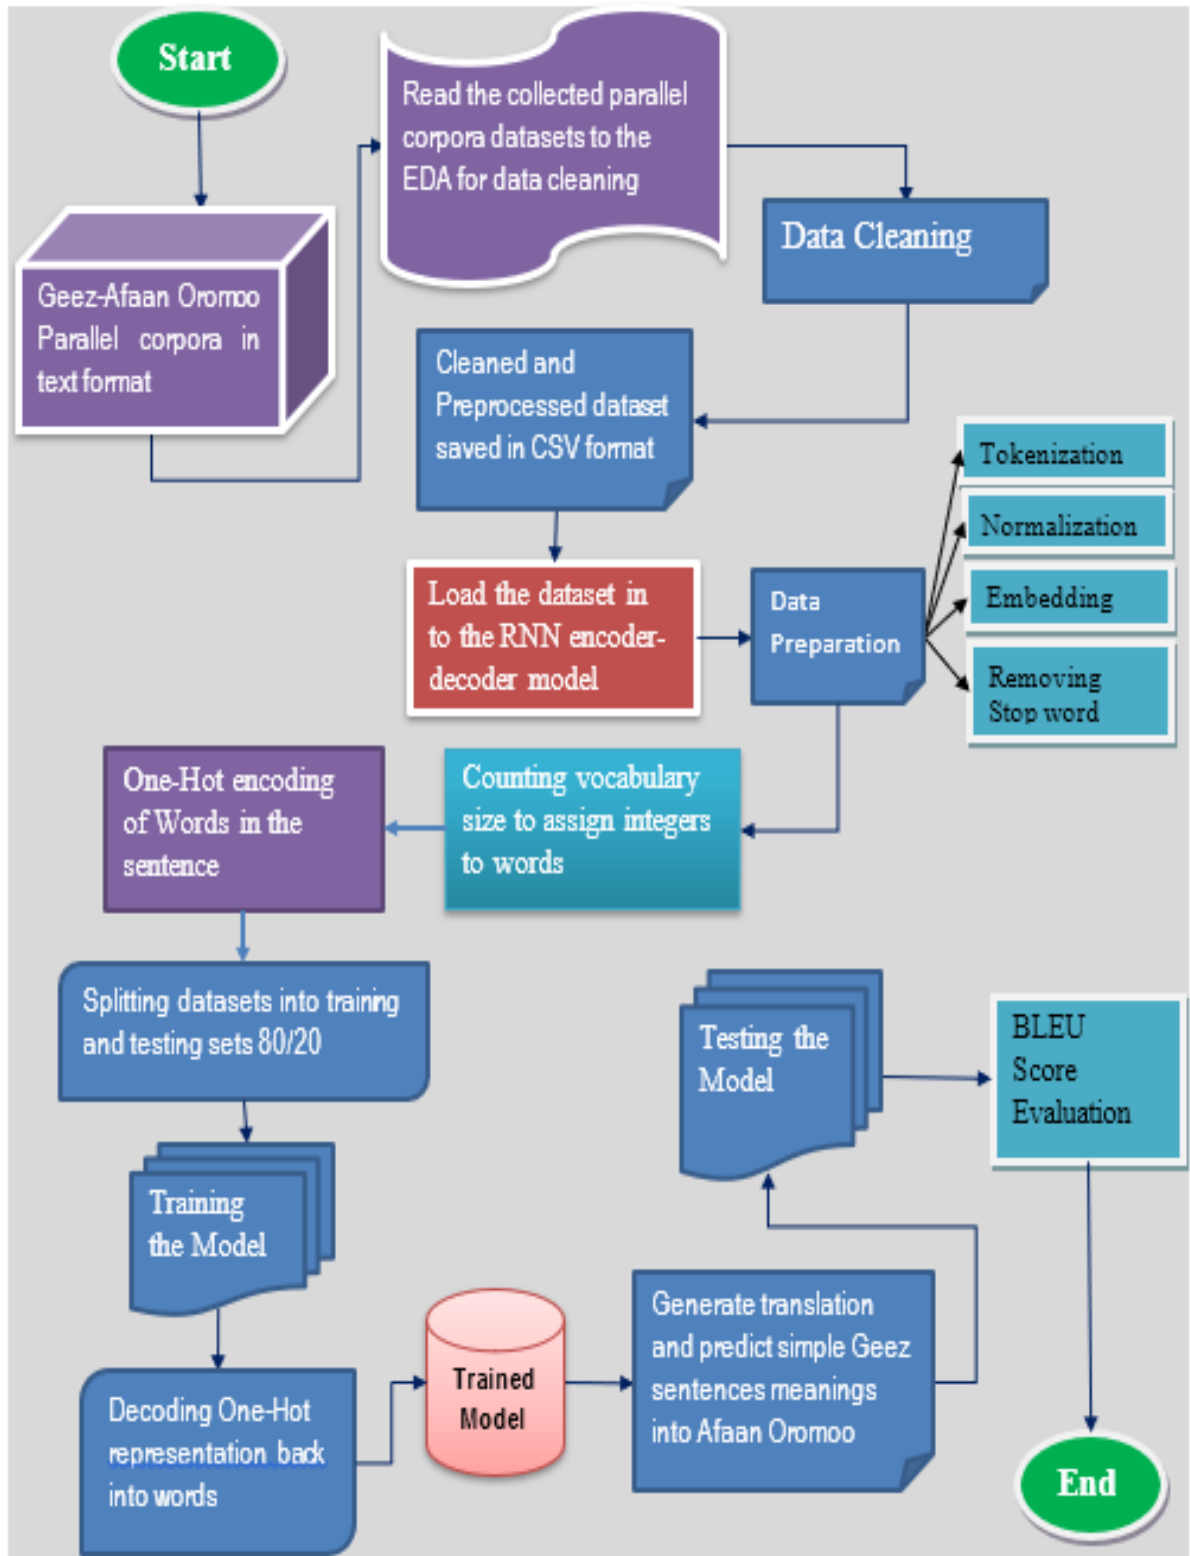 Start
Read the collected parallel
corpora datasets to the
EDA for data cleaning
Data Cleaning
Geez-Afaan Oromoo
Parallel corpora in
text format
Cleaned and
Preprocessed dataset
saved in CSV format
Tokenization
Normalization
Embedding
Removing
Stop word
Load the dataset in
to the RNN encoder-
decoder model
Data
Preparation
One-Hot encoding
of Words in the
sentence
Counting vocabulary
size to assign integers
to words
Splitting datasets into training
and testing sets 80/20
Testing the
Model
BLEU
Score
Evaluation
Training
the Model
Decoding One-Hot
representation back
into words
Trained
Model
Generate translation
and predict simple Geez
sentences meanings
into Afaan Oromoo
End